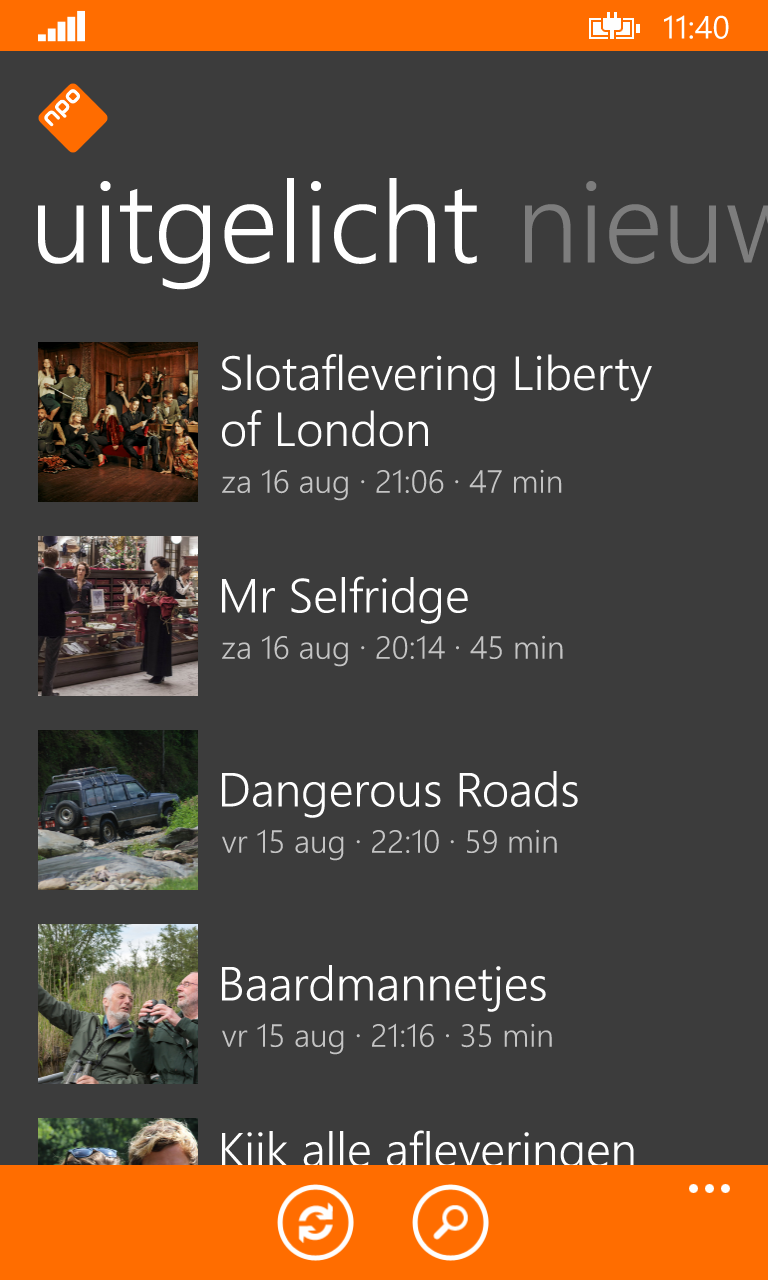 11:40
npo
uitgelicht nieuw
Slotaflevering Liberty
of London
za 16 aug · 21:06 · 47 min
Mr Selfridge
za 16 aug · 20:14 · 45 min
Dangerous Roads
vr 15 aug · 22:10 · 59 min
Baardmannetjes
vr 15 aug · 21:16 · 35 min
Kijk alle afleveringen